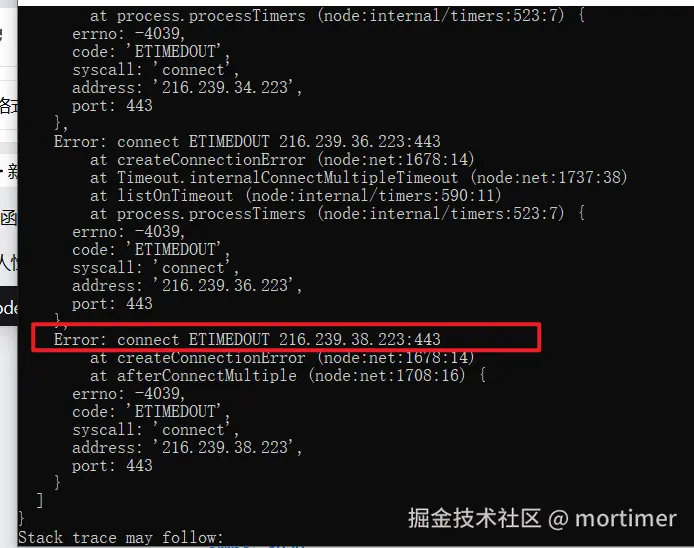 at process.processTimers (node:internal/timers:523:7) {
errno: -4039,
code: 'ETIMEDOUT',
syscall: 'connect',
address: '216.239.34.223',
port: 443
},
Error: connect ETIMEDOUT 216.239.36.223:443
at createConnectionError (node:net:1678:14)
at Timeout.internalConnectMultipleTimeout (node:net:1737:38)
at listOnTimeout (node:internal/timers:590:11)
at process.processTimers (node:internal/timers:523:7) {
errno: -4039,
code: 'ETIMEDOUT',
syscall: 'connect',
address: '216.239.36.223',
port: 443
},
Error: connect ETIMEDOUT 216.239.38.223:443
at createConnectionError (node:net:1678:14)
at afterConnectMultiple (node:net:1708:16) {
errno: -4039,
code: 'ETIMEDOUT',
syscall: 'connect',
address: '216.239.38.223',
port: 443
}
]
}
Stack trace may follow:
掘金技术社区 @ mortimer